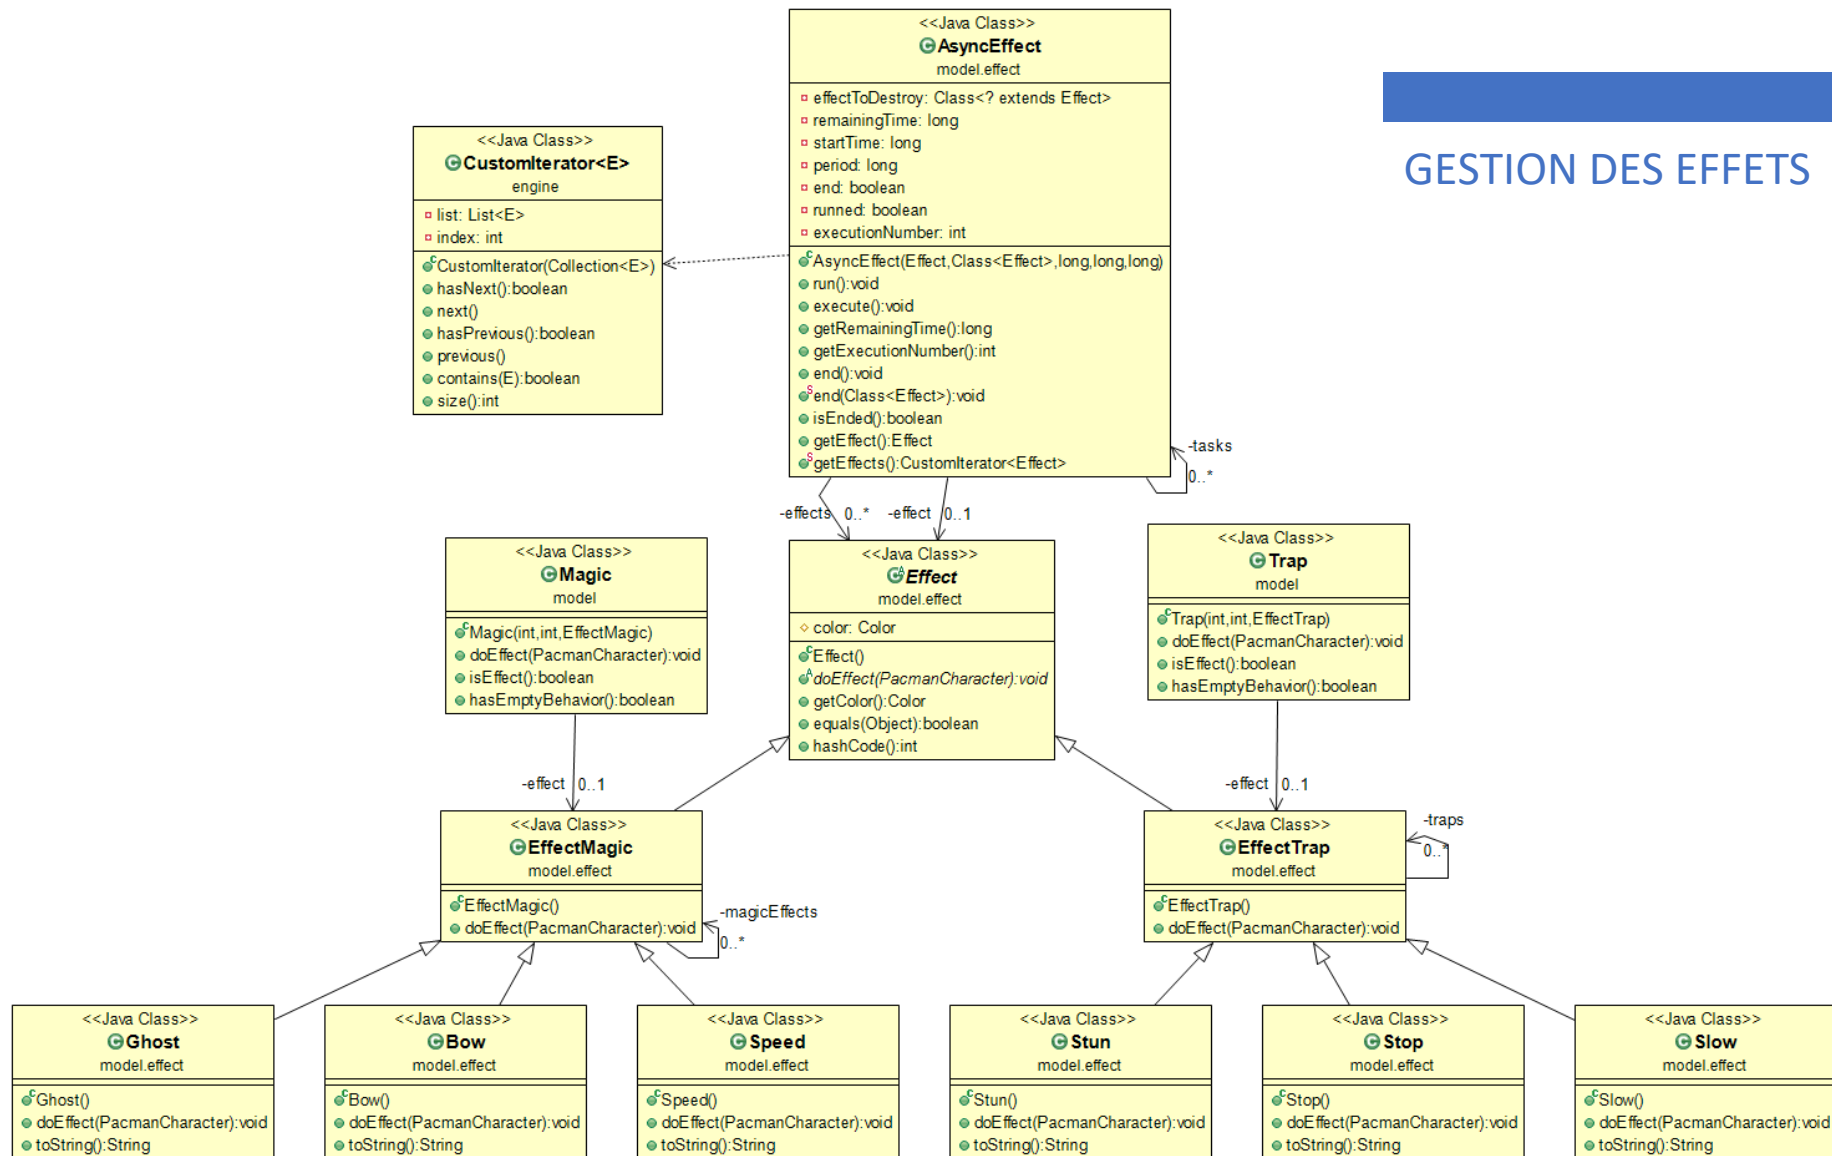 <<Java Class>>
AsyncEffect
model.effect
effectToDestroy: Class<? extends Effect>
remainingTime: long
startTime: long
period: long
end: boolean
runned: boolean
executionNumber: int
AsyncEffect(Effect,Class<Effect>,long,long,long)
run():void
execute():void
getRemainingTime():long
getExecutionNumber():int
end():void
end(Class<Effect>):void
isEnded():boolean
getEffect():Effect
getEffects():CustomIterator<Effect>
GESTION DES EFFETS
<<Java Class>>
CustomIterator<E>
engine
list: List<E>
index: int
CustomIterator(Collection<E>)
hasNext():boolean
next()
hasPrevious():boolean
previous()
contains(E):boolean
size():int
-tasks
0..*
-effects 0..*
-effect 0..1
<<Java Class>>
Magic
model
Magic(int,int,EffectMagic)
doEffect(PacmanCharacter):void
isEffect():boolean
hasEmptyBehavior():boolean
<<Java Class>>
Effect
model.effect
color: Color
Effect()
doEffect(PacmanCharacter):void
getColor():Color
equals(Object):boolean
hashCode():int
<<Java Class>>
Trap
model
Trap(int,int,EffectTrap)
doEffect(PacmanCharacter):void
isEffect():boolean
hasEmptyBehavior():boolean
-effect 0..1
-effect 0..1
<<Java Class>>
EffectMagic
model.effect
EffectMagic()
doEffect(PacmanCharacter):void
-magicEffects
0..*
<<Java Class>>
EffectTrap
model.effect
EffectTrap()
doEffect(PacmanCharacter):void
-traps
0..*
<<Java Class>>
Ghost
model.effect
Ghost()
doEffect(PacmanCharacter):void
toString():String
<<Java Class>>
Bow
model.effect
Bow()
doEffect(PacmanCharacter):void
toString():String
<<Java Class>>
Speed
model.effect
Speed()
doEffect(PacmanCharacter):void
toString():String
<<Java Class>>
Stun
model.effect
Stun()
doEffect(PacmanCharacter):void
toString():String
<<Java Class>>
Stop
model.effect
Stop()
doEffect(PacmanCharacter):void
toString():String
<<Java Class>>
Slow
model.effect
Slow()
doEffect(PacmanCharacter):void
toString():String